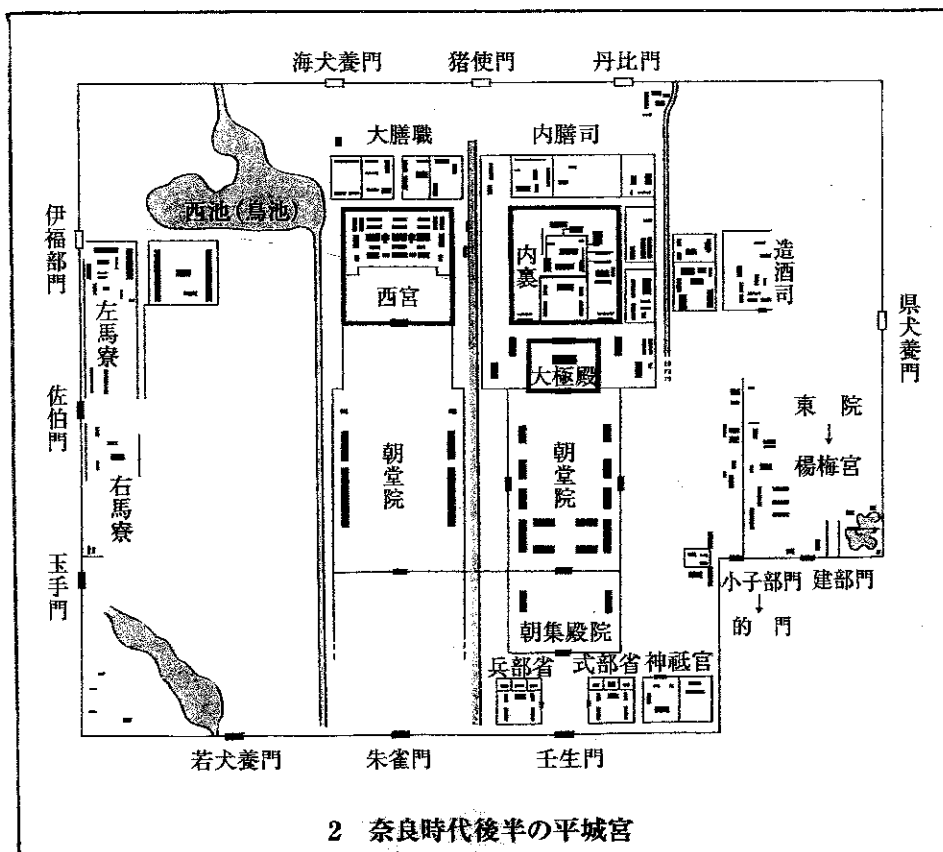 海犬養門
猪使門
丹比門
大膳職
内膳司
西池(鳥池)
伊福部門
内裏
造酒司
西宮
左馬寮
県犬養門
大極殿
佐伯門
東院
↓
楊梅宮
朝堂院
朝堂院
右馬寮
玉手門
小子部門
↓
的門
建部門
朝集殿院
兵部省
式部省
神祗官
若犬養門
朱雀門
壬生門
2 奈良時代後半の平城宮